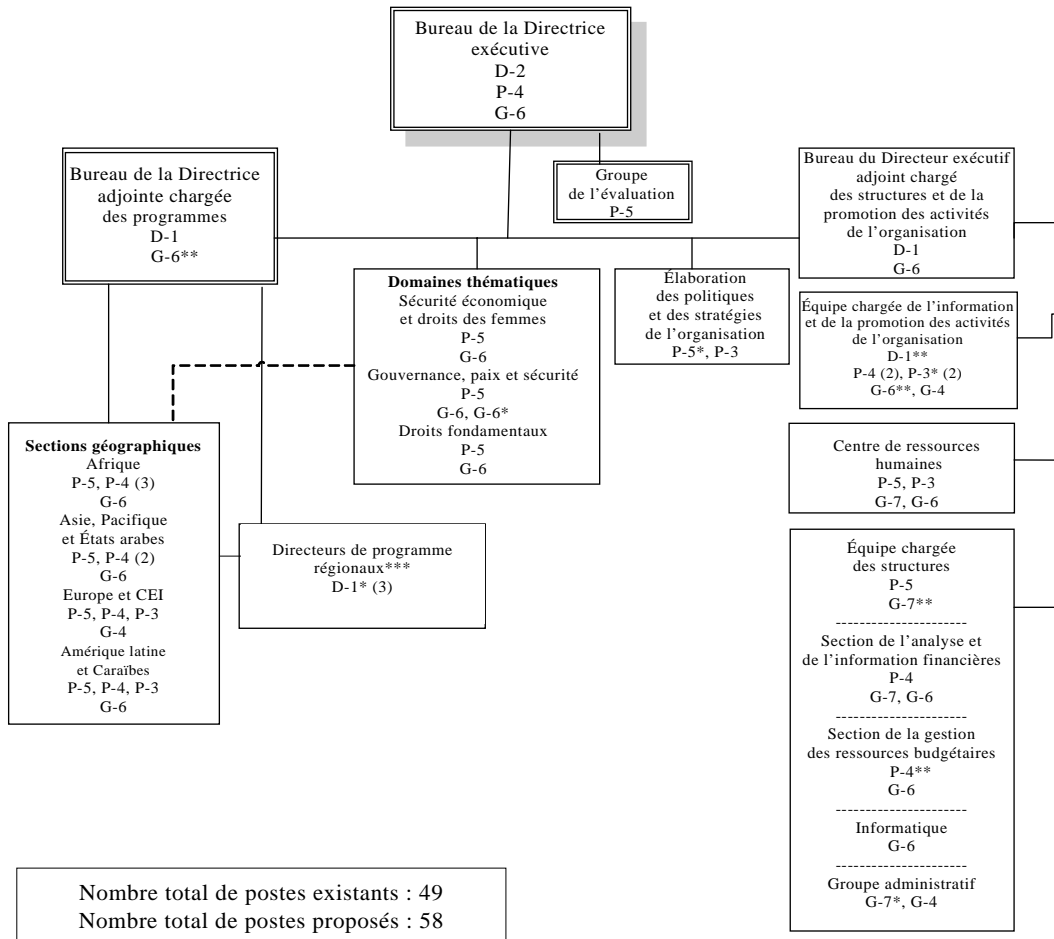 Bureau de la Directrice
exécutive
D-2
P-4
G-6
Bureau de la Directrice
adjointe chargée
des programmes
D-1
G-6**
Groupe
de l'évaluation
P-5
Bureau du Directeur exécutif
adjoint chargé
des structures et de la
promotion des activités
de l'organisation
D-1
G-6
Domaines thématiques
Sécurité économique
et droits des femmes
P-5
G-6
Gouvernance, paix et sécurité
P-5
G-6, G-6*
Droits fondamentaux
P-5
G-6
Élaboration
des politiques
et des stratégies
de l'organisation
P-5*, P-3
Équipe chargée de l'information
et de la promotion des activités
de l'organisation
D-1**
P-4 (2), P-3* (2)
G-6**, G-4
Sections géographiques
Afrique
P-5, P-4 (3)
G-6
Asie, Pacifique
et États arabes
P-5, P-4 (2)
G-6
Europe et CEI
P-5, P-4, P-3
G-4
Amérique latine
et Caraïbes
P-5, P-4, P-3
G-6
Directeurs de programme
régionaux***
D-1* (3)
Centre de ressources
humaines
P-5, P-3
G-7, G-6
Équipe chargée
des structures
P-5
G-7**
----------------------
Section de l'analyse et
de l'information financières
P-4
G-7, G-6
----------------------
Section de la gestion
des ressources budgétaires
P-4**
G-6
----------------------
Informatique
G-6
----------------------
Groupe administratif
G-7*, G-4
Nombre total de postes existants : 49
Nombre total de postes proposés : 58